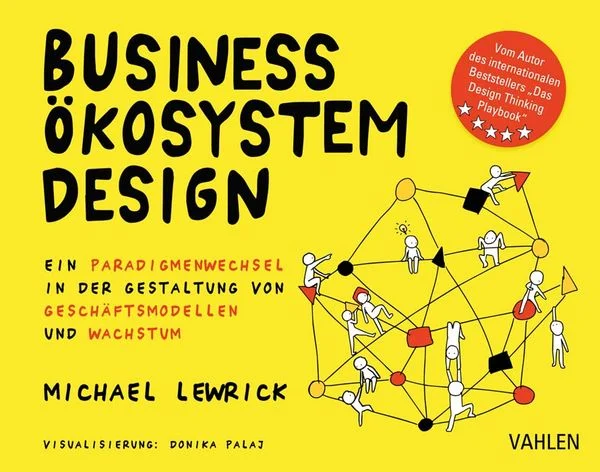 BUSINESS
ÖKOSYSTEM
DESIGN
Vom Autor
des internationalen
Bestsellers „Das
Design Thinking
Playbook“
EIN PARADIGMENWECHSEL
IN DER GESTALTUNG VON
GESCHÄFTSMODELLEN
UND WACHSTUM
MICHAEL LEWRICK
VISUALISIERUNG: DONIKA PALAJ
VAHLEN